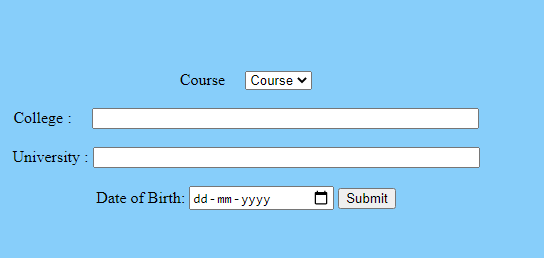 Course Course
College :
University :
Date of Birth: dd-mm-yyyy Submit